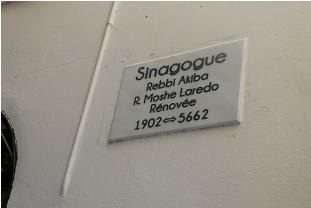 Sinagogue
Rebbi Akiba
R. Moshe Laredo
Rénovée
1902⇔5662